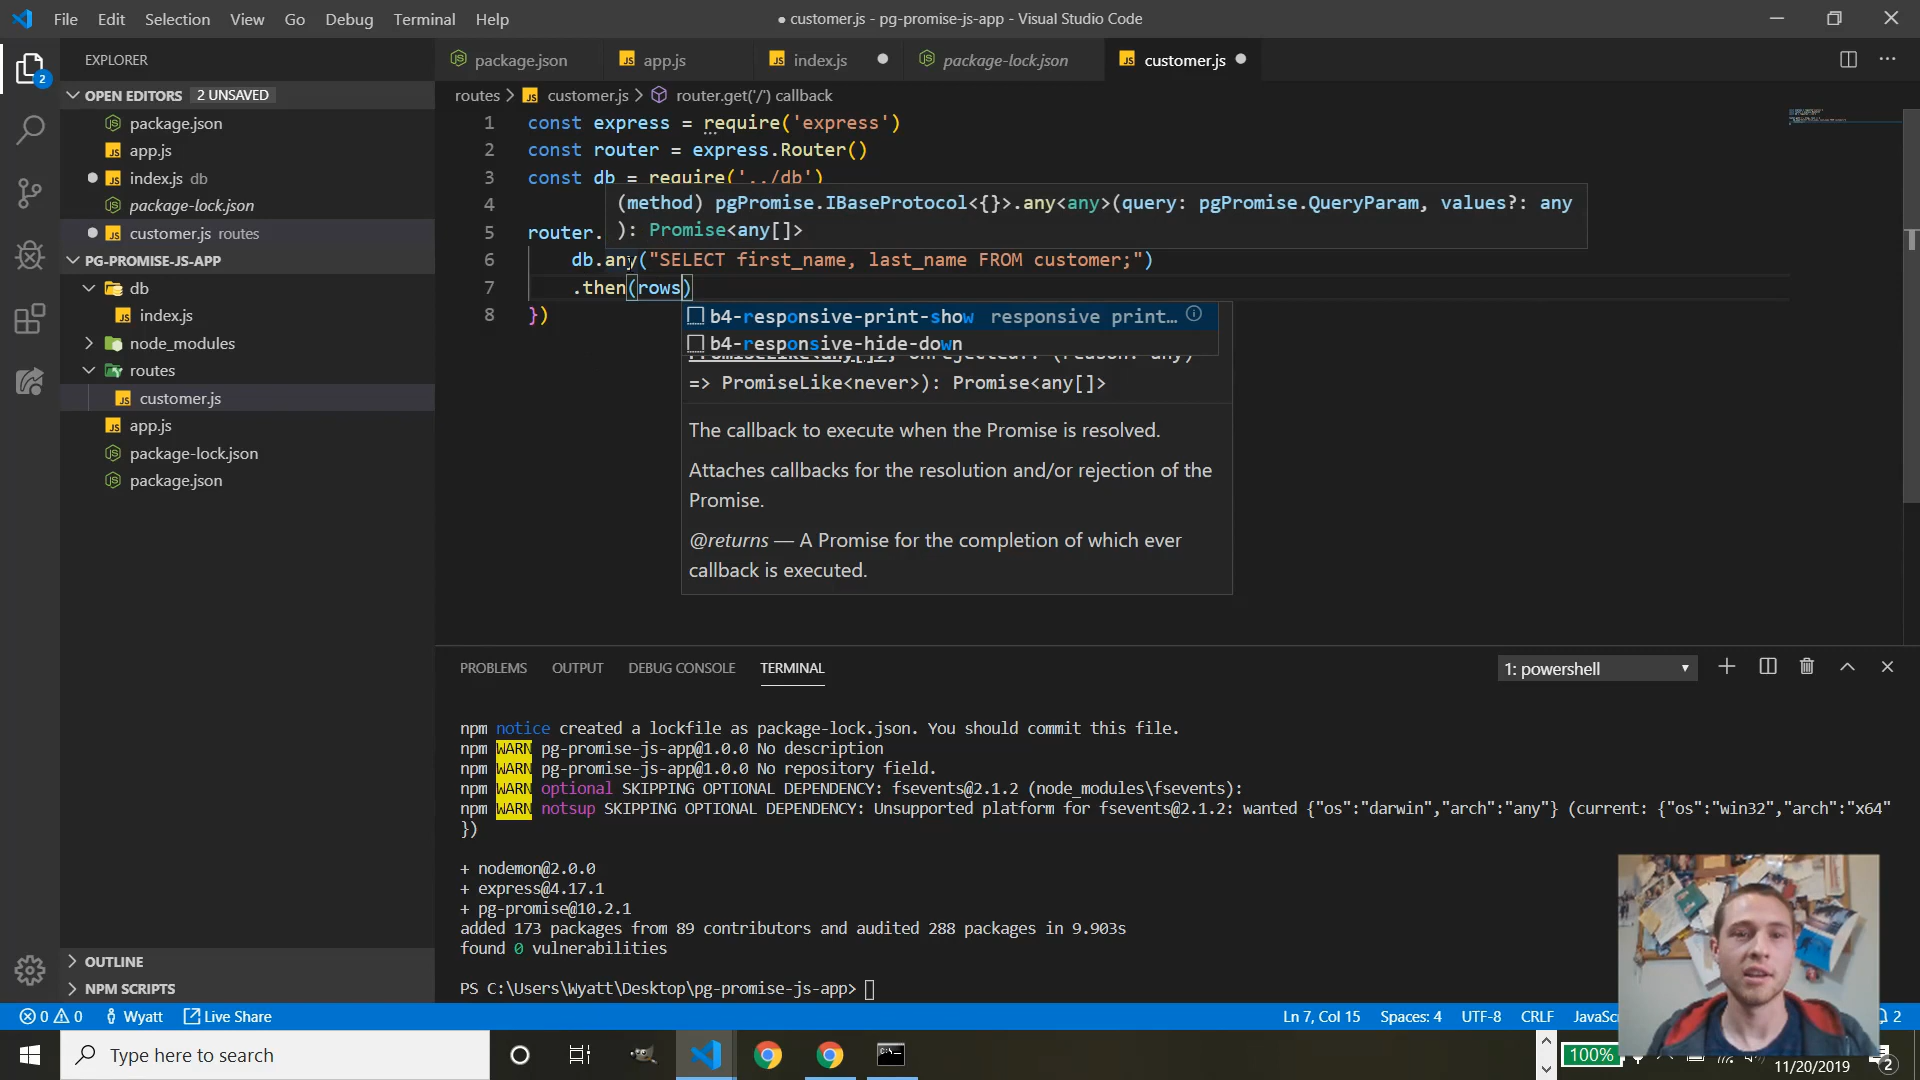 File Edit Selection View Go Debug Terminal Help
● customer.js - pg-promise-js-app - Visual Studio Code
EXPLORER
OPEN EDITORS 2 UNSAVED
package.json
app.js
index.js db
package-lock.json
customer.js routes
PG-PROMISE-JS-APP
db
index.js
node_modules
routes
customer.js
app.js
package-lock.json
package.json
OUTLINE
NPM SCRIPTS
2
package.json app.js index.js package-lock.json customer.js
routes > customer.js > router.get('/') callback
1 const express = require('express')
2 const router = express.Router()
3 const db = require('../db')
4
(method) pgPromise.IBaseProtocol<{}>.any<any>(query: pgPromise.QueryParam, values?: any
): Promise<any[]>
5 router.
6 db.any("SELECT first_name, last_name FROM customer;")
7 .then(rows)
8 })
b4-responsive-print-show responsive print…
b4-responsive-hide-down
PromiseLike<any[]>, onrejected?: (reason: any)
=> PromiseLike<never>): Promise<any[]>
The callback to execute when the Promise is resolved.
Attaches callbacks for the resolution and/or rejection of the
Promise.
@returns — A Promise for the completion of which ever
callback is executed.
PROBLEMS OUTPUT DEBUG CONSOLE TERMINAL
1: powershell
npm notice created a lockfile as package-lock.json. You should commit this file.
npm WARN pg-promise-js-app@1.0.0 No description
npm WARN pg-promise-js-app@1.0.0 No repository field.
npm WARN optional SKIPPING OPTIONAL DEPENDENCY: fsevents@2.1.2 (node_modules\fsevents):
npm WARN notsup SKIPPING OPTIONAL DEPENDENCY: Unsupported platform for fsevents@2.1.2: wanted {"os":"darwin","arch":"any"} (current: {"os":"win32","arch":"x64"
})
+ nodemon@2.0.0
+ express@4.17.1
+ pg-promise@10.2.1
added 173 packages from 89 contributors and audited 288 packages in 9.903s
found 0 vulnerabilities
PS C:\Users\Wyatt\Desktop\pg-promise-js-app>
0 0 Wyatt Live Share
Ln 7, Col 15 Spaces: 4 UTF-8 CRLF JavaScr 2
Type here to search
100%
11/20/2019
2